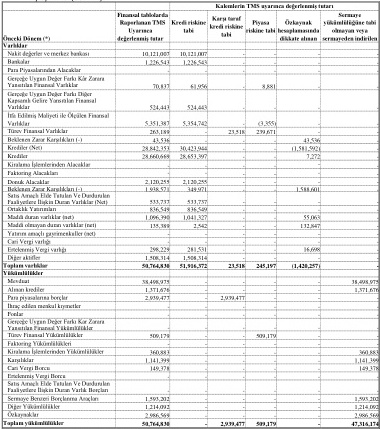 Kalemlerin TMS uyarınca değerlenmiş tutarı
Önceki Dönem (*) Finansal tablolarda Raporlanan TMS Uyarınca değerlenmiş tutar Kredi riskine tabi Karşı taraf kredi riskine tabi Piyasa riskine tabi Özkaynak hesaplamasında dikkate alınan Sermaye yükümlülüğüne tabi olmayan veya sermayeden indirilen
Varlıklar
Nakit değerler ve merkez bankası 10,121,007 10,121,007 - - - -
Bankalar 1,226,543 1,226,543 - - - -
Para Piyasalarından Alacaklar - - - - - -
Gerçeğe Uygun Değer Farkı Kâr Zarara
Yansıtılan Finansal Varlıklar 70,837 61,956 - 8,881 - -
Gerçeğe Uygun Değer Farkı Diğer
Kapsamlı Gelire Yansıtılan Finansal
Varlıklar 524,443 524,443 - - - -
İtfa Edilmiş Maliyeti ile Ölçülen Finansal
Varlıklar 5,351,387 5,354,742 - (3,355) - -
Türev Finansal Varlıklar 263,189 - 23,518 239,671 - -
Beklenen Zarar Karşılıkları (-) 43,536 - - - 43,536 -
Krediler (Net) 28,842,353 30,423,944 - - (1,581,592) -
Krediler 28,660,669 28,653,397 - - 7,272 -
Kiralama İşlemlerinden Alacaklar - - - - - -
Faktoring Alacakları - - - - - -
Donuk Alacaklar 2,120,255 2,120,255 - - - -
Beklenen Zarar Karşılıkları (-) 1,938,571 349,971 - - 1,588,601 -
Satış Amaçlı Elde Tutulan Ve Durdurulan
Faaliyetlere İlişkin Duran Varlıklar (Net) 533,737 533,737 - - - -
Ortaklık Yatırımları 836,549 836,549 - - - -
Maddi duran varlıklar (net) 1,096,390 1,041,327 - - 55,063 -
Maddi olmayan duran varlıklar (net) 135,389 2,542 - - 132,847 -
Yatırım amaçlı gayrimenkuller (net) - - - - - -
Cari Vergi varlığı - - - - - -
Ertelenmiş Vergi varlığı 298,229 281,531 - - 16,698 -
Diğer aktifler 1,508,314 1,508,314 - - - -
Toplam varlıklar 50,764,830 51,916,372 23,518 245,197 (1,420,257) -
Yükümlülükler
Mevduat 38,498,975 - - - - 38,498,975
Alınan krediler 1,371,676 - - - - 1,371,676
Para piyasalarına borçlar 2,939,477 - 2,939,477 - - -
İhraç edilen menkul kıymetler - - - - - -
Fonlar - - - - - -
Gerçeğe Uygun Değer Farkı Kar Zarara
Yansıtılan Finansal Yükümlülükler - - - - - -
Türev Finansal Yükümlülükler 509,179 - - 509,179 - -
Faktoring Yükümlülükleri - - - - - -
Kiralama İşlemlerinden Yükümlülükler 360,883 - - - - 360,883
Karşılıklar 1,141,399 - - - - 1,141,399
Cari Vergi Borcu 149,378 - - - - 149,378
Ertelenmiş Vergi Borcu - - - - - -
Satış Amaçlı Elde Tutulan Ve Durdurulan
Faaliyetlere İlişkin Duran Varlık Borçları - - - - - -
Sermaye Benzeri Borçlanma Araçları 1,593,202 - - - - 1,593,202
Diğer Yükümlülükler 1,214,092 - - - - 1,214,092
Özkaynaklar 2,986,569 - - - - 2,986,569
Toplam yükümlülükler 50,764,830 - 2,939,477 509,179 - 47,316,174